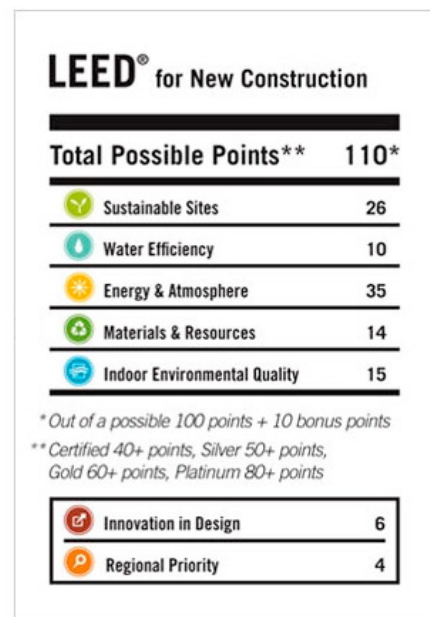 LEED® for New Construction
Total Possible Points** 110*
Sustainable Sites 26
Water Efficiency 10
Energy & Atmosphere 35
Materials & Resources 14
Indoor Environmental Quality 15
* Out of a possible 100 points + 10 bonus points
** Certified 40+ points, Silver 50+ points,
Gold 60+ points, Platinum 80+ points
Innovation in Design 6
Regional Priority 4